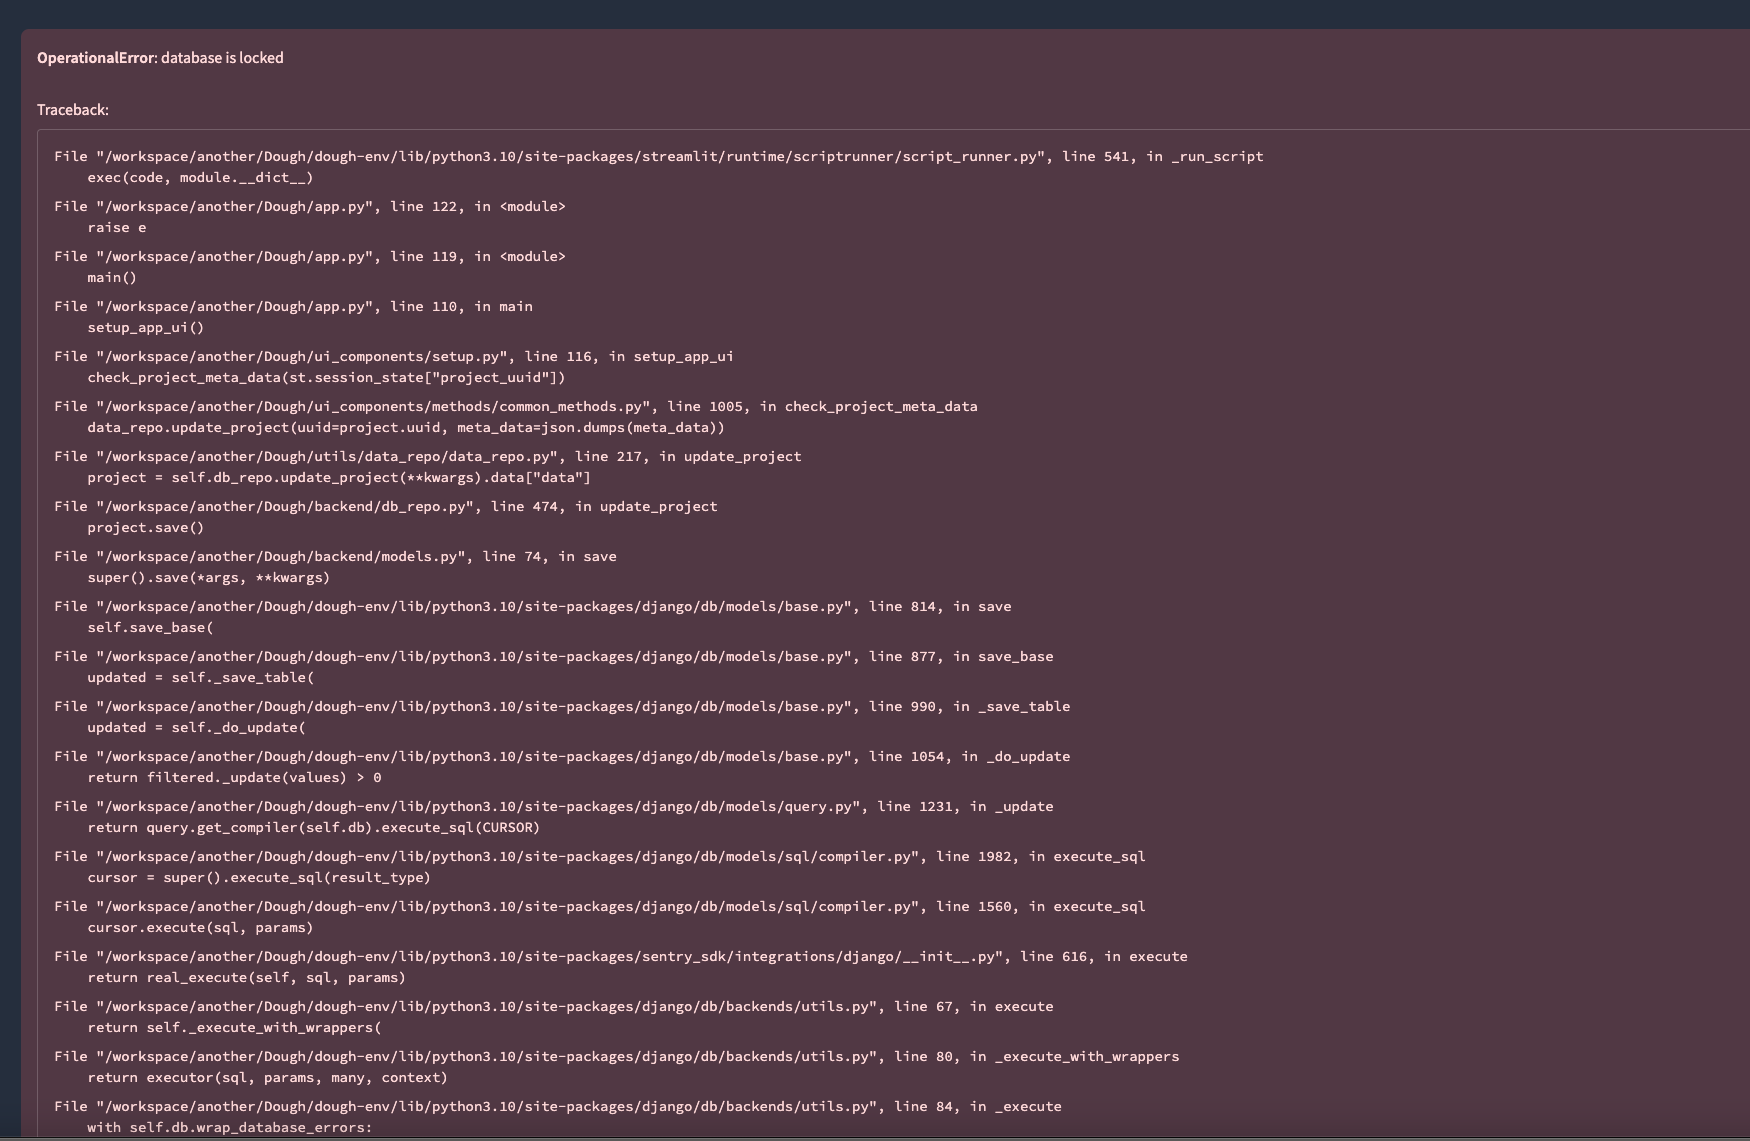 OperationalError: database is locked
Traceback:
File "/workspace/another/Dough/dough-env/lib/python3.10/site-packages/streamlit/runtime/scriptrunner/script_runner.py", line 541, in _run_script
exec(code, module.__dict__)
File "/workspace/another/Dough/app.py", line 122, in <module>
raise e
File "/workspace/another/Dough/app.py", line 119, in <module>
main()
File "/workspace/another/Dough/app.py", line 110, in main
setup_app_ui()
File "/workspace/another/Dough/ui_components/setup.py", line 116, in setup_app_ui
check_project_meta_data(st.session_state["project_uuid"])
File "/workspace/another/Dough/ui_components/methods/common_methods.py", line 1005, in check_project_meta_data
data_repo.update_project(uuid=project.uuid, meta_data=json.dumps(meta_data))
File "/workspace/another/Dough/utils/data_repo/data_repo.py", line 217, in update_project
project = self.db_repo.update_project(**kwargs).data["data"]
File "/workspace/another/Dough/backend/db_repo.py", line 474, in update_project
project.save()
File "/workspace/another/Dough/backend/models.py", line 74, in save
super().save(*args, **kwargs)
File "/workspace/another/Dough/dough-env/lib/python3.10/site-packages/django/db/models/base.py", line 814, in save
self.save_base(
File "/workspace/another/Dough/dough-env/lib/python3.10/site-packages/django/db/models/base.py", line 877, in save_base
updated = self._save_table(
File "/workspace/another/Dough/dough-env/lib/python3.10/site-packages/django/db/models/base.py", line 990, in _save_table
updated = self._do_update(
File "/workspace/another/Dough/dough-env/lib/python3.10/site-packages/django/db/models/base.py", line 1054, in _do_update
return filtered._update(values) > 0
File "/workspace/another/Dough/dough-env/lib/python3.10/site-packages/django/db/models/query.py", line 1231, in _update
return query.get_compiler(self.db).execute_sql(CURSOR)
File "/workspace/another/Dough/dough-env/lib/python3.10/site-packages/django/db/models/sql/compiler.py", line 1982, in execute_sql
cursor = super().execute_sql(result_type)
File "/workspace/another/Dough/dough-env/lib/python3.10/site-packages/django/db/models/sql/compiler.py", line 1560, in execute_sql
cursor.execute(sql, params)
File "/workspace/another/Dough/dough-env/lib/python3.10/site-packages/sentry_sdk/integrations/django/__init__.py", line 616, in execute
return real_execute(self, sql, params)
File "/workspace/another/Dough/dough-env/lib/python3.10/site-packages/django/db/backends/utils.py", line 67, in execute
return self._execute_with_wrappers(
File "/workspace/another/Dough/dough-env/lib/python3.10/site-packages/django/db/backends/utils.py", line 80, in _execute_with_wrappers
return executor(sql, params, many, context)
File "/workspace/another/Dough/dough-env/lib/python3.10/site-packages/django/db/backends/utils.py", line 84, in _execute
with self.db.wrap_database_errors: